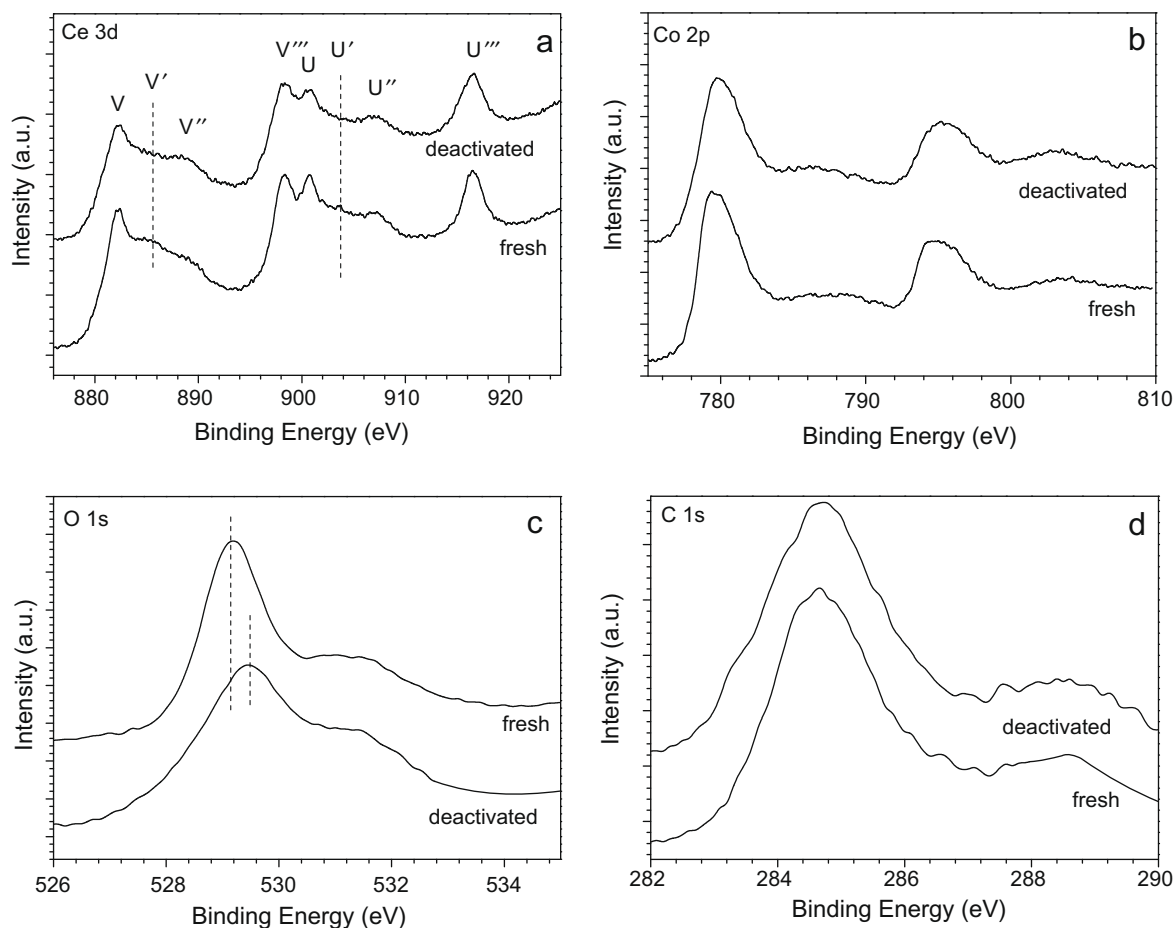 Ce 3d
a
V
V′
V″
V‴
U
U′
U″
U‴
deactivated
fresh
Intensity (a.u.)
880 890 900 910 920
Binding Energy (eV)
Co 2p
b
deactivated
fresh
Intensity (a.u.)
780 790 800 810
Binding Energy (eV)
O 1s
c
fresh
deactivated
Intensity (a.u.)
526 528 530 532 534
Binding Energy (eV)
C 1s
d
deactivated
fresh
Intensity (a.u.)
282 284 286 288 290
Binding Energy (eV)